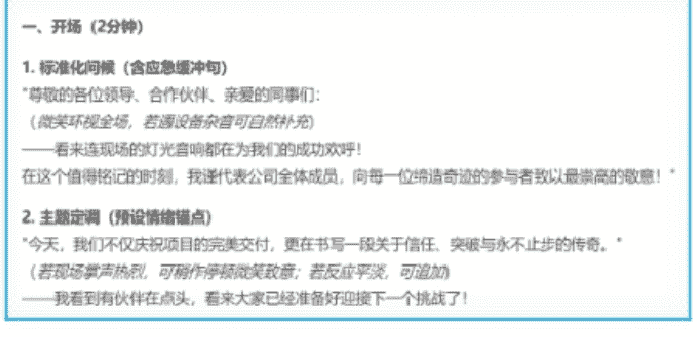 一、开场（2分钟）
1. 标准化问候（含应急缓冲句）
"尊敬的各位领导、合作伙伴、亲爱的同事们：
（微笑环视全场，若遇设备杂音可自然补充）
——看来连现场的灯光音响都在为我们的成功欢呼！
在这个值得铭记的时刻，我谨代表公司全体成员，向每一位缔造奇迹的参与者致以最崇高的敬意！"
2. 主题定调（预设情绪锚点）
"今天，我们不仅庆祝项目的完美交付，更在书写一段关于信任、突破与永不止步的传奇。"
（若现场掌声热烈，可稍作停顿微笑致意；若反应平淡，可追加）
——我看到有伙伴在点头，看来大家已经准备好迎接下一个挑战了！